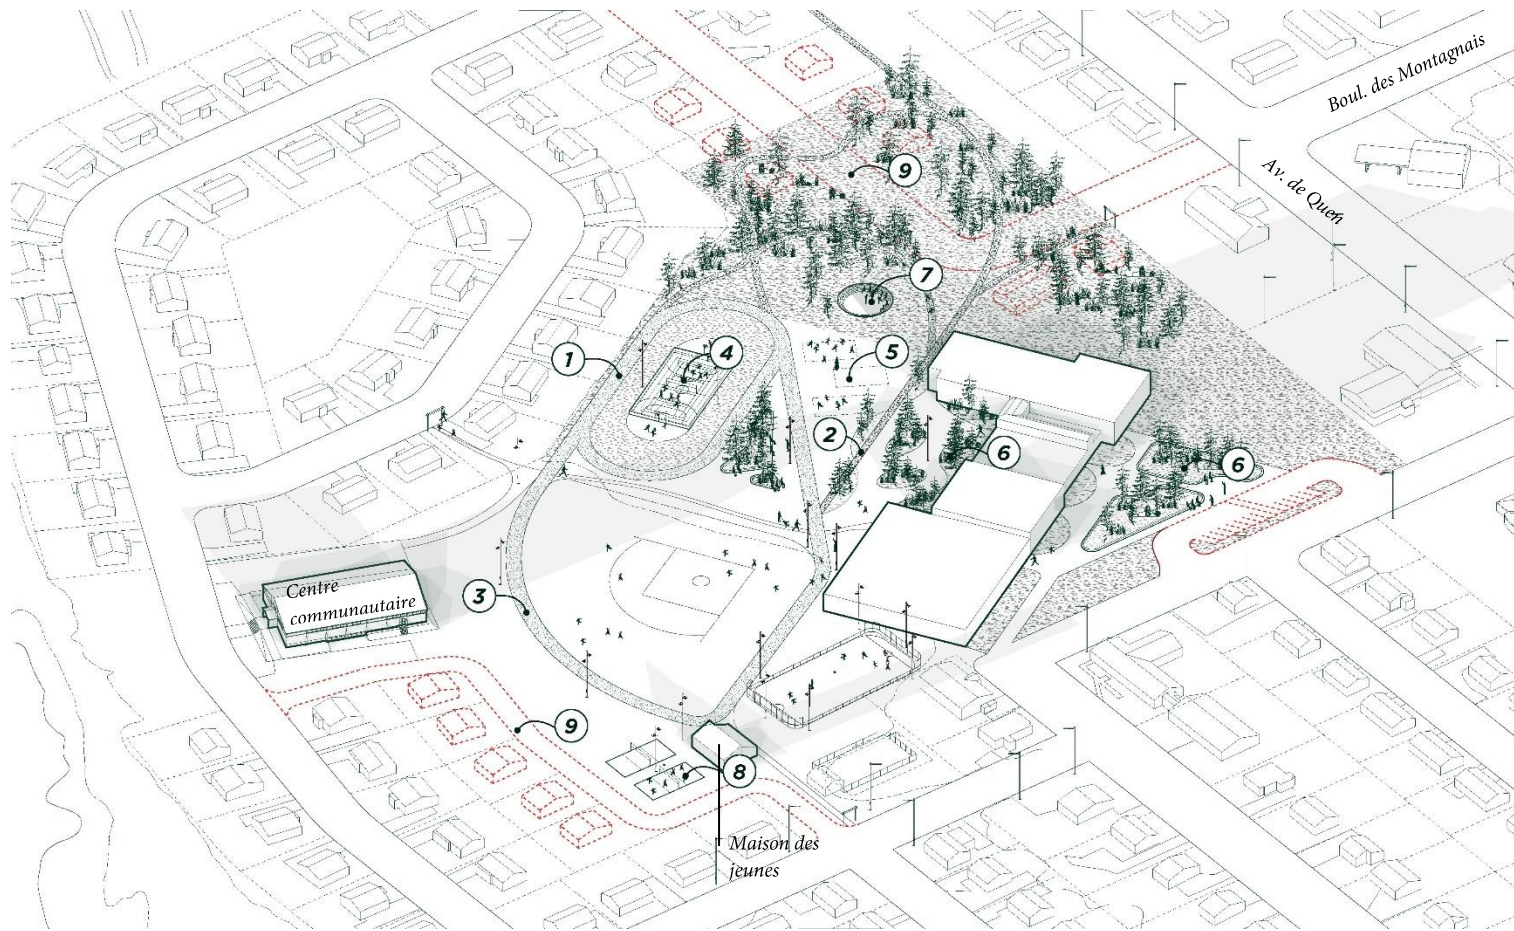 Boul. des Montagnais
Av. de Quen
9
7
1
4
5
2
6
6
3
Centre
communautaire
9
8
Maison des
jeunes